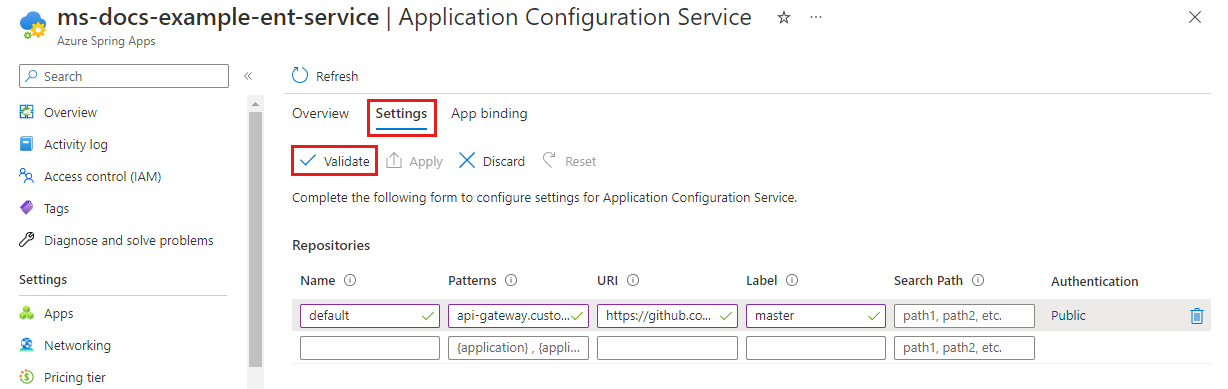 ms-docs-example-ent-service | Application Configuration Service
Azure Spring Apps
Search
Overview
Activity log
Access control (IAM)
Tags
Diagnose and solve problems
Settings
Apps
Networking
Pricing tier
Refresh
Overview Settings App binding
Validate Apply Discard Reset
Complete the following form to configure settings for Application Configuration Service.
Repositories
Name Patterns URI Label Search Path Authentication
default api-gateway.custo... https://github.co... master path1, path2, etc. Public
{application} , {appli... path1, path2, etc.